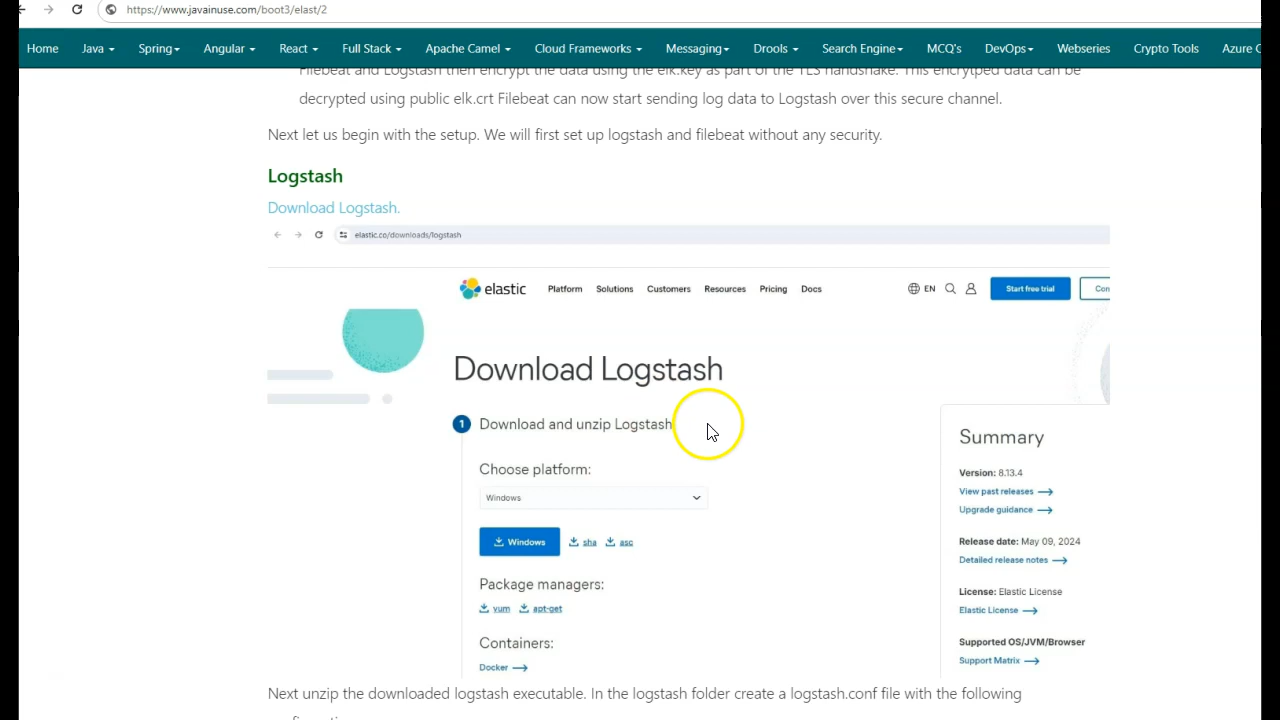 https://www.javainuse.com/boot3/elast/2
Home Java Spring Angular React Full Stack Apache Camel Cloud Frameworks Messaging Drools Search Engine MCQ's DevOps Webseries Crypto Tools Azure
Filebeat and Logstash then encrypt the data using the elk.key as part of the TLS handshake. This encrytped data can be
decrypted using public elk.crt Filebeat can now start sending log data to Logstash over this secure channel.
Next let us begin with the setup. We will first set up logstash and filebeat without any security.
Logstash
Download Logstash.
elastic.co/downloads/logstash
elastic Platform Solutions Customers Resources Pricing Docs EN Start free trial
Download Logstash
1 Download and unzip Logstash
Choose platform:
Windows
Windows sha asc
Package managers:
yum apt-get
Containers:
Docker
Summary
Version: 8.13.4
View past releases
Upgrade guidance
Release date: May 09, 2024
Detailed release notes
License: Elastic License
Elastic License
Supported OS/JVM/Browser
Support Matrix
Next unzip the downloaded logstash executable. In the logstash folder create a logstash.conf file with the following